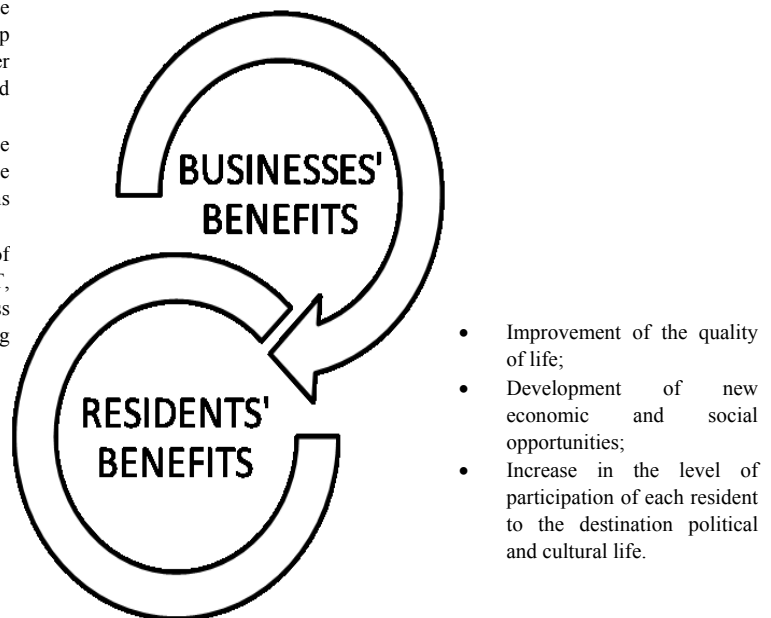 BUSINESSES'
BENEFITS
RESIDENTS'
BENEFITS
• Improvement of the quality
of life;
• Development of new
economic and social
opportunities;
• Increase in the level of
participation of each resident
to the destination political
and cultural life.